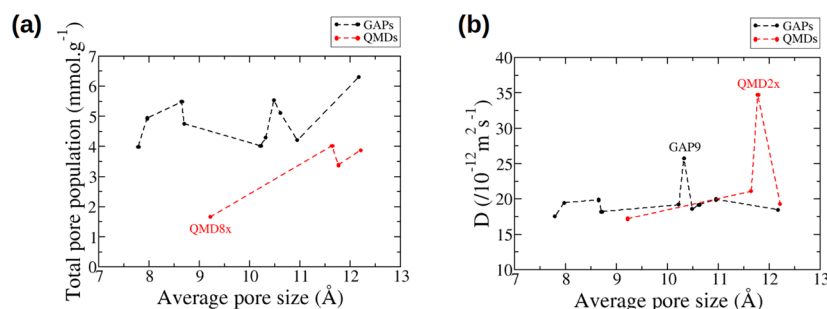 (a)
GAPs
QMDs
Total pore population (mmol.g⁻¹)
7
6
5
4
3
2
1
0
QMD8x
7 8 9 10 11 12 13
Average pore size (Å)
(b)
GAPs
QMDs
D (/10⁻¹² m² s⁻¹)
40
35
30
25
20
15
10
QMD2x
GAP9
7 8 9 10 11 12 13
Average pore size (Å)